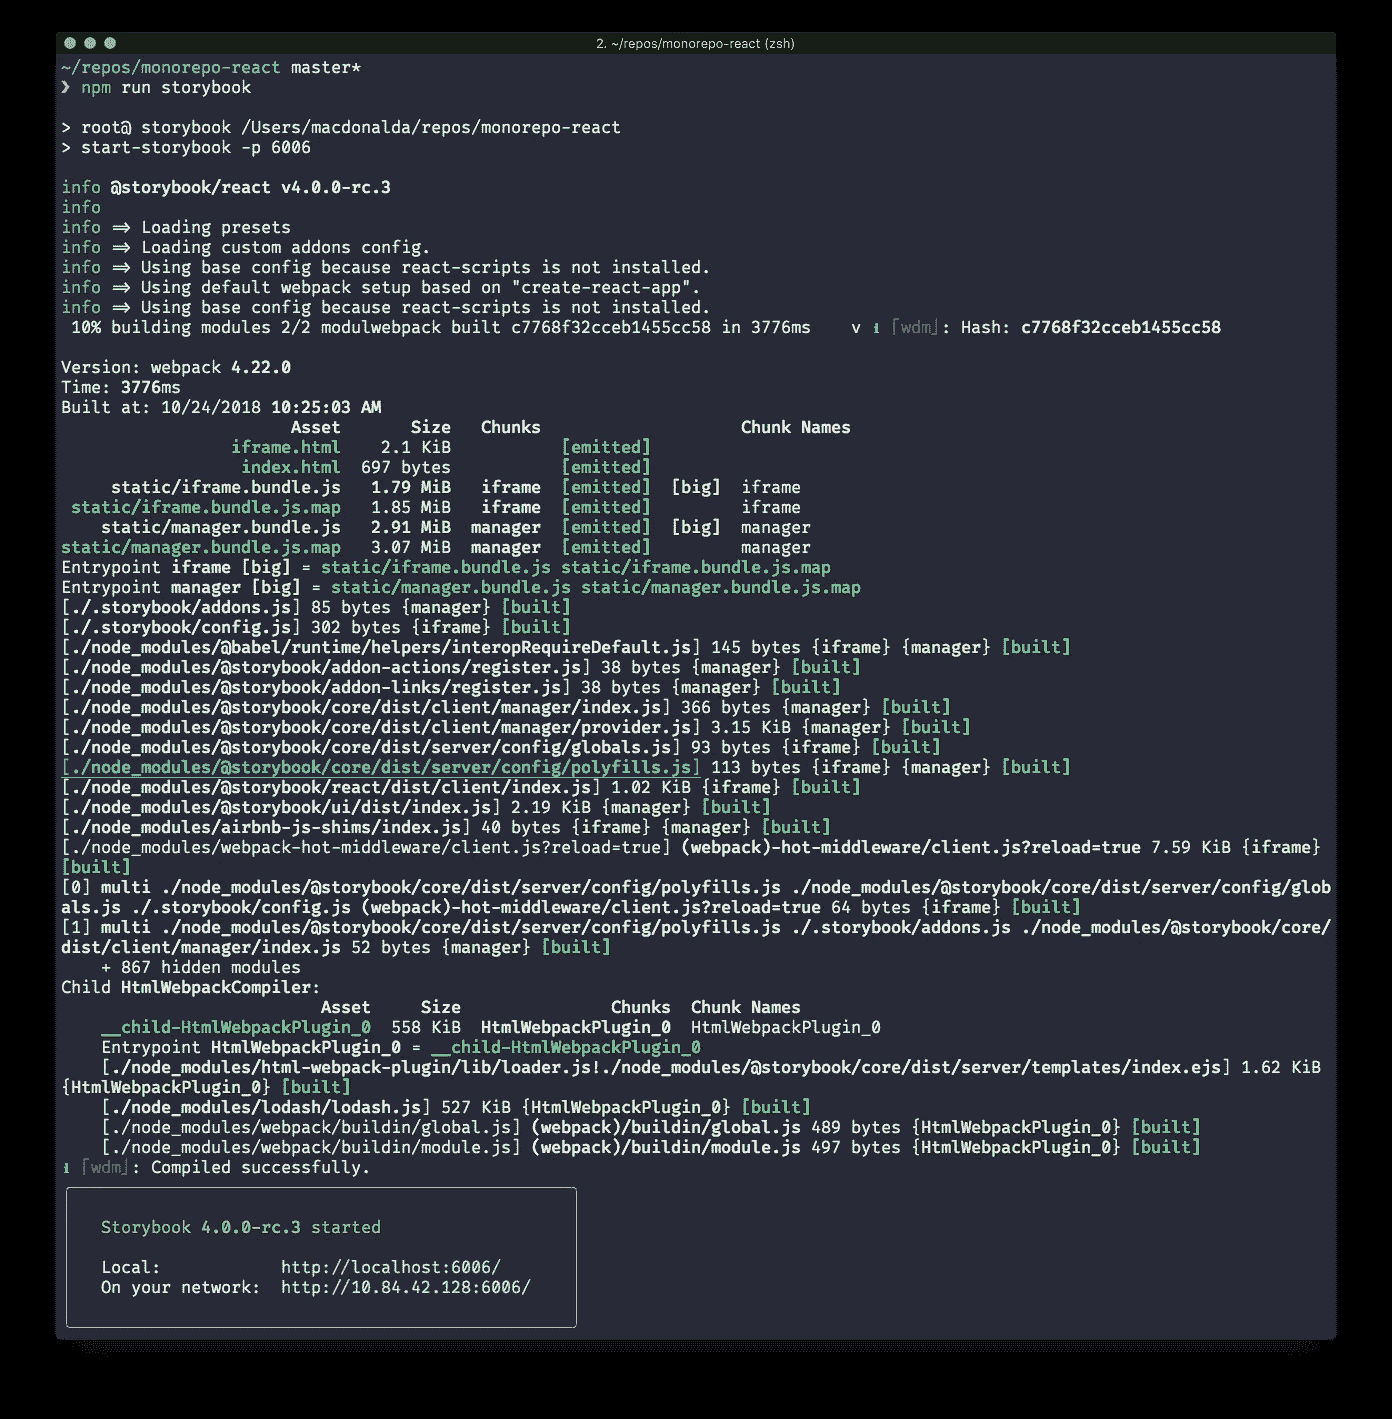 2. ~/repos/monorepo-react (zsh)
~/repos/monorepo-react master*
❯ npm run storybook
> root@ storybook /Users/macdonalda/repos/monorepo-react
> start-storybook -p 6006
info @storybook/react v4.0.0-rc.3
info
info => Loading presets
info => Loading custom addons config.
info => Using base config because react-scripts is not installed.
info => Using default webpack setup based on "create-react-app".
info => Using base config because react-scripts is not installed.
10% building modules 2/2 modulwebpack built c7768f32cceb1455cc58 in 3776ms    v ℹ ｢wdm｣: Hash: c7768f32cceb1455cc58
Version: webpack 4.22.0
Time: 3776ms
Built at: 10/24/2018 10:25:03 AM
Asset Size Chunks Chunk Names
iframe.html 2.1 KiB [emitted]
index.html 697 bytes [emitted]
static/iframe.bundle.js 1.79 MiB iframe [emitted] [big] iframe
static/iframe.bundle.js.map 1.85 MiB iframe [emitted] iframe
static/manager.bundle.js 2.91 MiB manager [emitted] [big] manager
static/manager.bundle.js.map 3.07 MiB manager [emitted] manager
Entrypoint iframe [big] = static/iframe.bundle.js static/iframe.bundle.js.map
Entrypoint manager [big] = static/manager.bundle.js static/manager.bundle.js.map
[./.storybook/addons.js] 85 bytes {manager} [built]
[./.storybook/config.js] 302 bytes {iframe} [built]
[./node_modules/@babel/runtime/helpers/interopRequireDefault.js] 145 bytes {iframe} {manager} [built]
[./node_modules/@storybook/addon-actions/register.js] 38 bytes {manager} [built]
[./node_modules/@storybook/addon-links/register.js] 38 bytes {manager} [built]
[./node_modules/@storybook/core/dist/client/manager/index.js] 366 bytes {manager} [built]
[./node_modules/@storybook/core/dist/client/manager/provider.js] 3.15 KiB {manager} [built]
[./node_modules/@storybook/core/dist/server/config/globals.js] 93 bytes {iframe} [built]
[./node_modules/@storybook/core/dist/server/config/polyfills.js] 113 bytes {iframe} {manager} [built]
[./node_modules/@storybook/react/dist/client/index.js] 1.02 KiB {iframe} [built]
[./node_modules/@storybook/ui/dist/index.js] 2.19 KiB {manager} [built]
[./node_modules/airbnb-js-shims/index.js] 40 bytes {iframe} {manager} [built]
[./node_modules/webpack-hot-middleware/client.js?reload=true] (webpack)-hot-middleware/client.js?reload=true 7.59 KiB {iframe}
[built]
[0] multi ./node_modules/@storybook/core/dist/server/config/polyfills.js ./node_modules/@storybook/core/dist/server/config/glob
als.js ./.storybook/config.js (webpack)-hot-middleware/client.js?reload=true 64 bytes {iframe} [built]
[1] multi ./node_modules/@storybook/core/dist/server/config/polyfills.js ./.storybook/addons.js ./node_modules/@storybook/core/
dist/client/manager/index.js 52 bytes {manager} [built]
+ 867 hidden modules
Child HtmlWebpackCompiler:
Asset Size Chunks Chunk Names
__child-HtmlWebpackPlugin_0 558 KiB HtmlWebpackPlugin_0 HtmlWebpackPlugin_0
Entrypoint HtmlWebpackPlugin_0 = __child-HtmlWebpackPlugin_0
[./node_modules/html-webpack-plugin/lib/loader.js!./node_modules/@storybook/core/dist/server/templates/index.ejs] 1.62 KiB
{HtmlWebpackPlugin_0} [built]
[./node_modules/lodash/lodash.js] 527 KiB {HtmlWebpackPlugin_0} [built]
[./node_modules/webpack/buildin/global.js] (webpack)/buildin/global.js 489 bytes {HtmlWebpackPlugin_0} [built]
[./node_modules/webpack/buildin/module.js] (webpack)/buildin/module.js 497 bytes {HtmlWebpackPlugin_0} [built]
ℹ ｢wdm｣: Compiled successfully.
Storybook 4.0.0-rc.3 started
Local: http://localhost:6006/
On your network: http://10.84.42.128:6006/